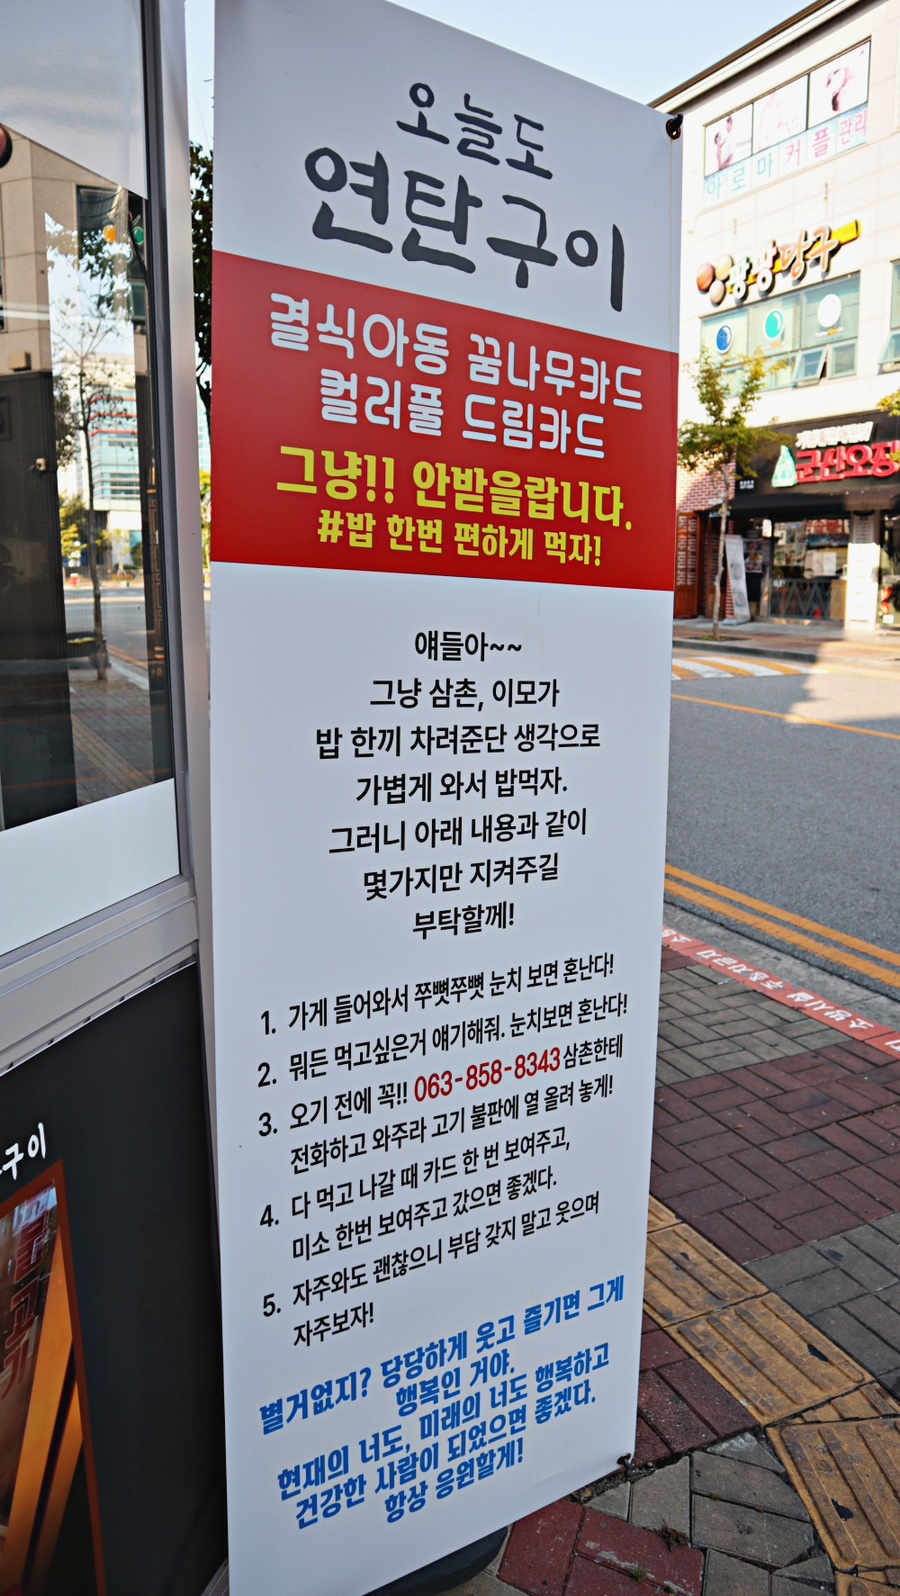 오늘도
연탄구이
결식아동 꿈나무카드
컬러풀 드림카드
그냥!! 안받을랍니다.
#밥 한번 편하게 먹자!
얘들아~~
그냥 삼촌, 이모가
밥 한끼 차려준단 생각으로
가볍게 와서 밥먹자.
그러니 아래 내용과 같이
몇가지만 지켜주길
부탁할께!
1. 가게 들어와서 쭈뼛쭈뼛 눈치 보면 혼난다!
2. 뭐든 먹고싶은거 얘기해줘. 눈치보면 혼난다!
3. 오기 전에 꼭!! 063-858-8343 삼촌한테
전화하고 와주라 고기 불판에 열 올려 놓게!
4. 다 먹고 나갈 때 카드 한 번 보여주고,
미소 한번 보여주고 갔으면 좋겠다.
5. 자주와도 괜찮으니 부담 갖지 말고 웃으며
자주보자!
별거없지? 당당하게 웃고 즐기면 그게
행복인 거야.
현재의 너도, 미래의 너도 행복하고
건강한 사람이 되었으면 좋겠다.
항상 응원할게!
아로마 커플관리
팡팡당구
군산오징
소방시설 주정차금지
구이